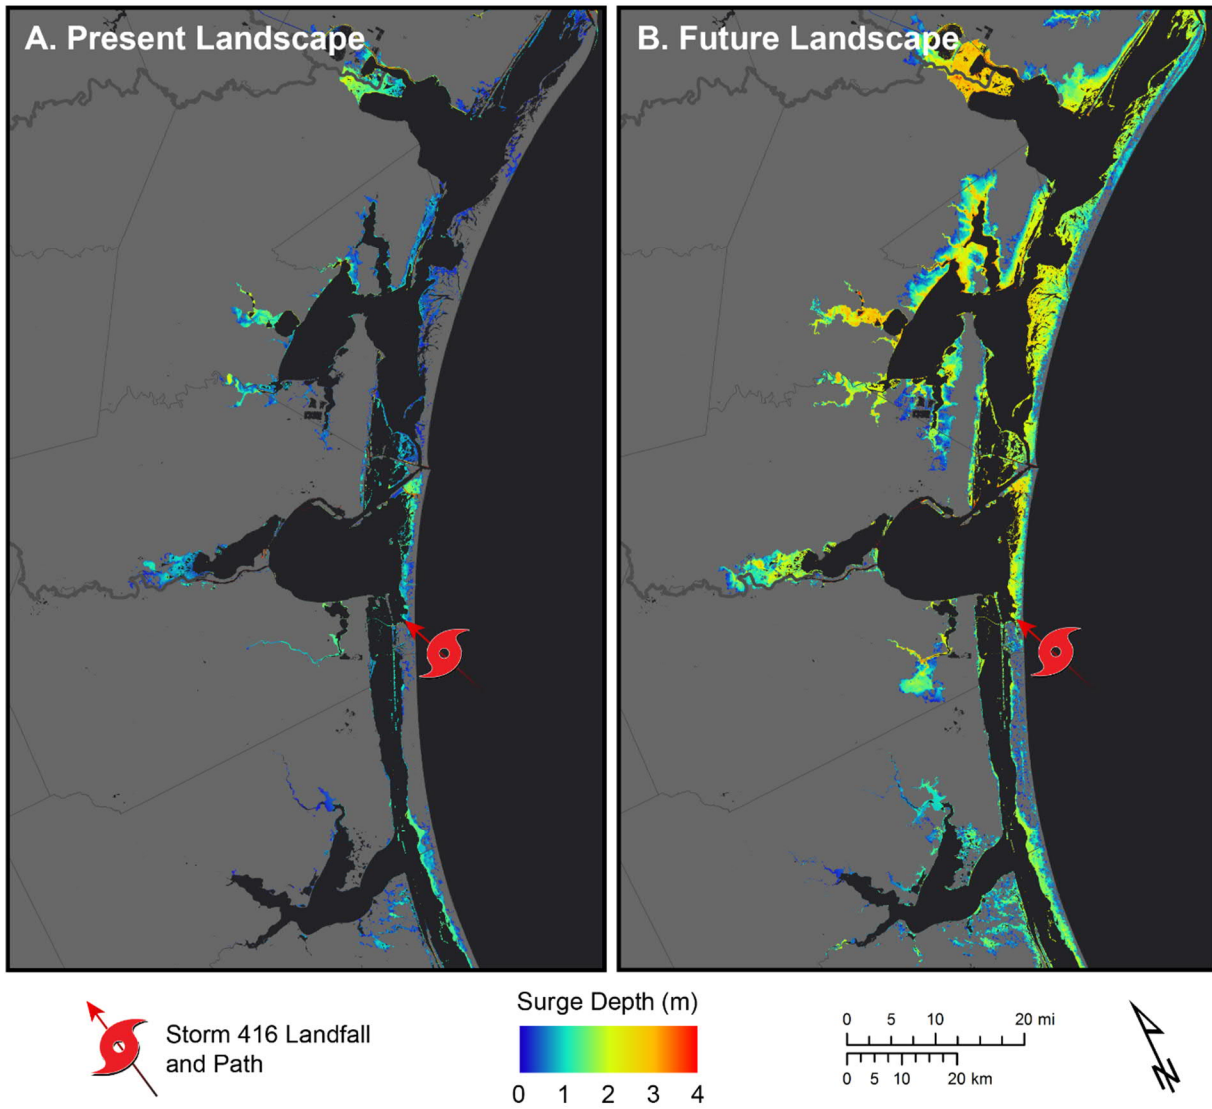 A. Present Landscape
B. Future Landscape
Storm 416 Landfall
and Path
Surge Depth (m)
0 1 2 3 4
0 5 10 20 mi
0 5 10 20 km
N